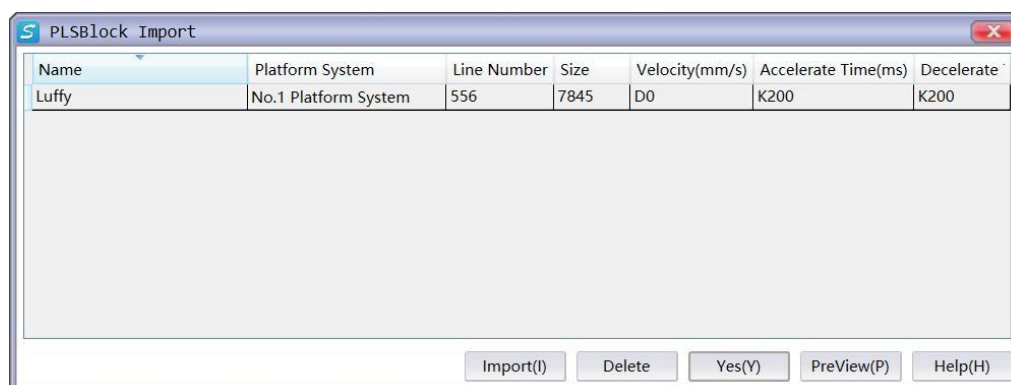 S PLSBlock Import
Name Platform System Line Number Size Velocity(mm/s) Accelerate Time(ms) Decelerate
Luffy No.1 Platform System 556 7845 D0 K200 K200
Import(I) Delete Yes(Y) PreView(P) Help(H)